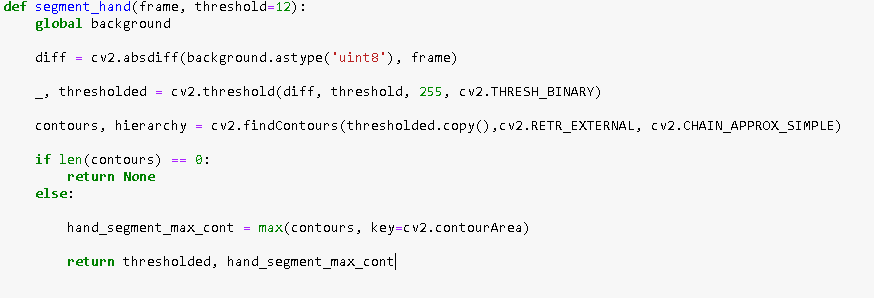 def segment_hand(frame, threshold=12):
    global background
    diff = cv2.absdiff(background.astype('uint8'), frame)
    _, thresholded = cv2.threshold(diff, threshold, 255, cv2.THRESH_BINARY)
    contours, hierarchy = cv2.findContours(thresholded.copy(),cv2.RETR_EXTERNAL, cv2.CHAIN_APPROX_SIMPLE)
    if len(contours) == 0:
        return None
    else:
        hand_segment_max_cont = max(contours, key=cv2.contourArea)
        return thresholded, hand_segment_max_cont